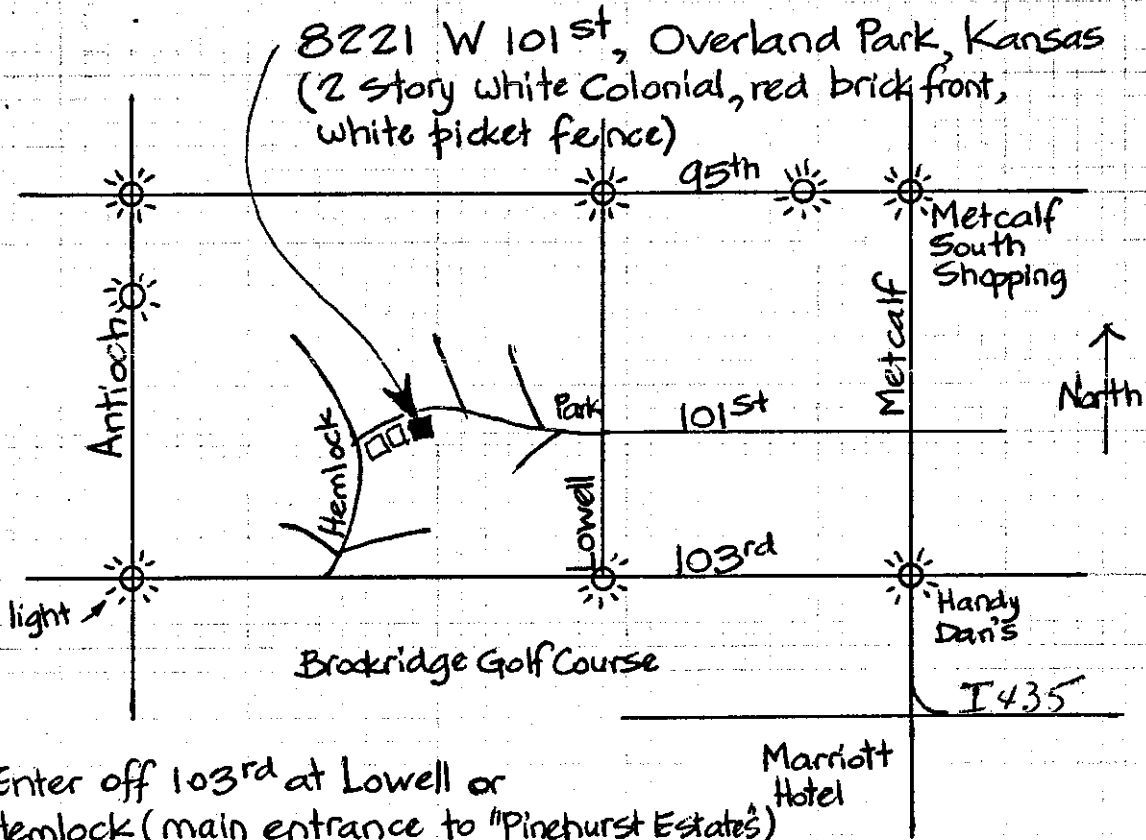 8221 W 101st, Overland Park, Kansas
(2 story white Colonial, red brick front,
white picket fence)
95th
Metcalf
South
Shopping
Antioch
Metcalf
North
Park
101st
Hemlock
Lowell
103rd
light
Handy
Dan's
Brookridge Golf Course
I435
Marriott
Hotel
Enter off 103rd at Lowell or
Hemlock (main entrance to "Pinehurst Estates")